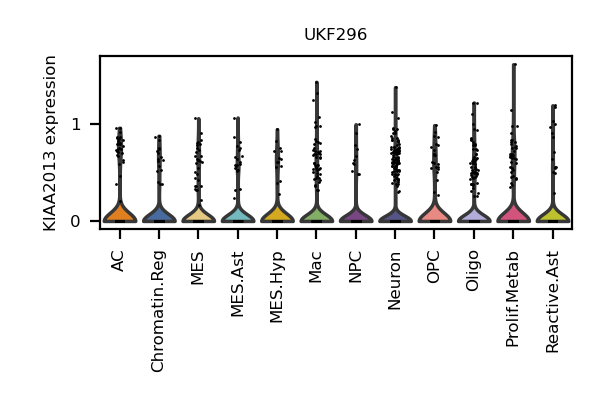 UKF296
KIAA2013 expression
1
0
AC
Chromatin.Reg
MES
MES.Ast
MES.Hyp
Mac
NPC
Neuron
OPC
Oligo
Prolif.Metab
Reactive.Ast